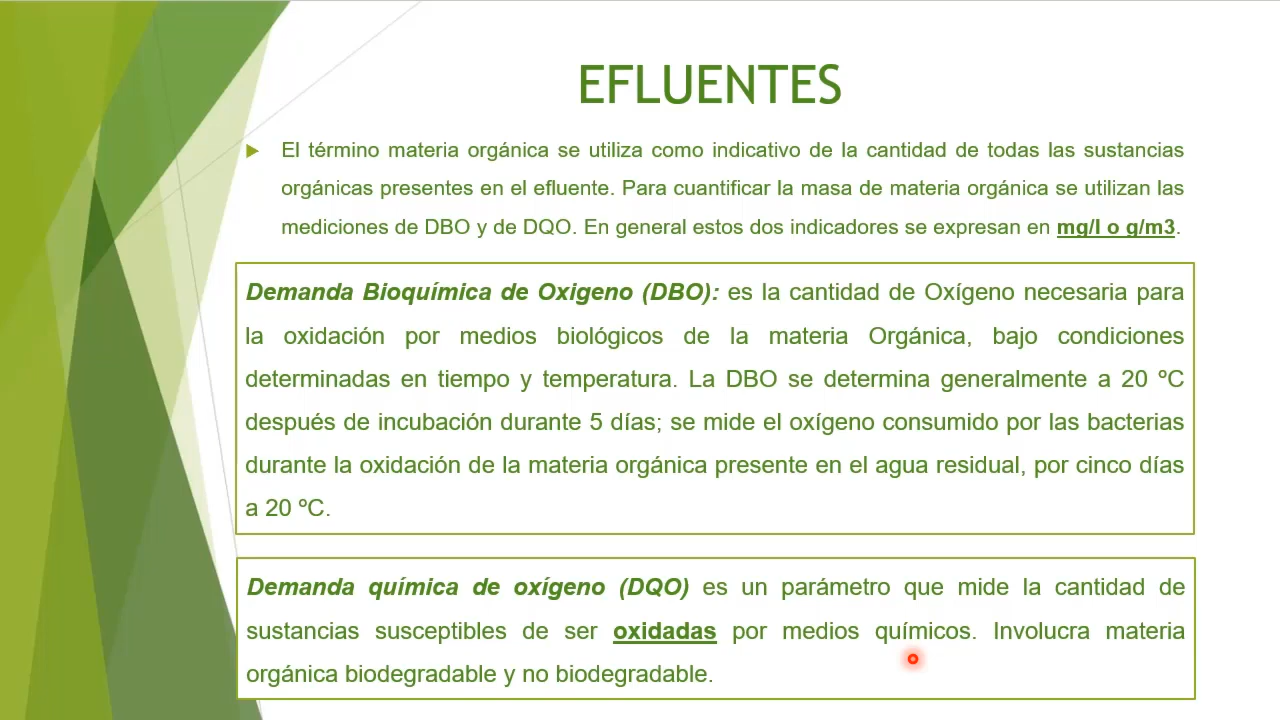 EFLUENTES
El término materia orgánica se utiliza como indicativo de la cantidad de todas las sustancias
orgánicas presentes en el efluente. Para cuantificar la masa de materia orgánica se utilizan las
mediciones de DBO y de DQO. En general estos dos indicadores se expresan en mg/l o g/m3.
Demanda Bioquímica de Oxigeno (DBO): es la cantidad de Oxígeno necesaria para
la oxidación por medios biológicos de la materia Orgánica, bajo condiciones
determinadas en tiempo y temperatura. La DBO se determina generalmente a 20 ºC
después de incubación durante 5 días; se mide el oxígeno consumido por las bacterias
durante la oxidación de la materia orgánica presente en el agua residual, por cinco días
a 20 ºC.
Demanda química de oxígeno (DQO) es un parámetro que mide la cantidad de
sustancias susceptibles de ser oxidadas por medios químicos. Involucra materia
orgánica biodegradable y no biodegradable.